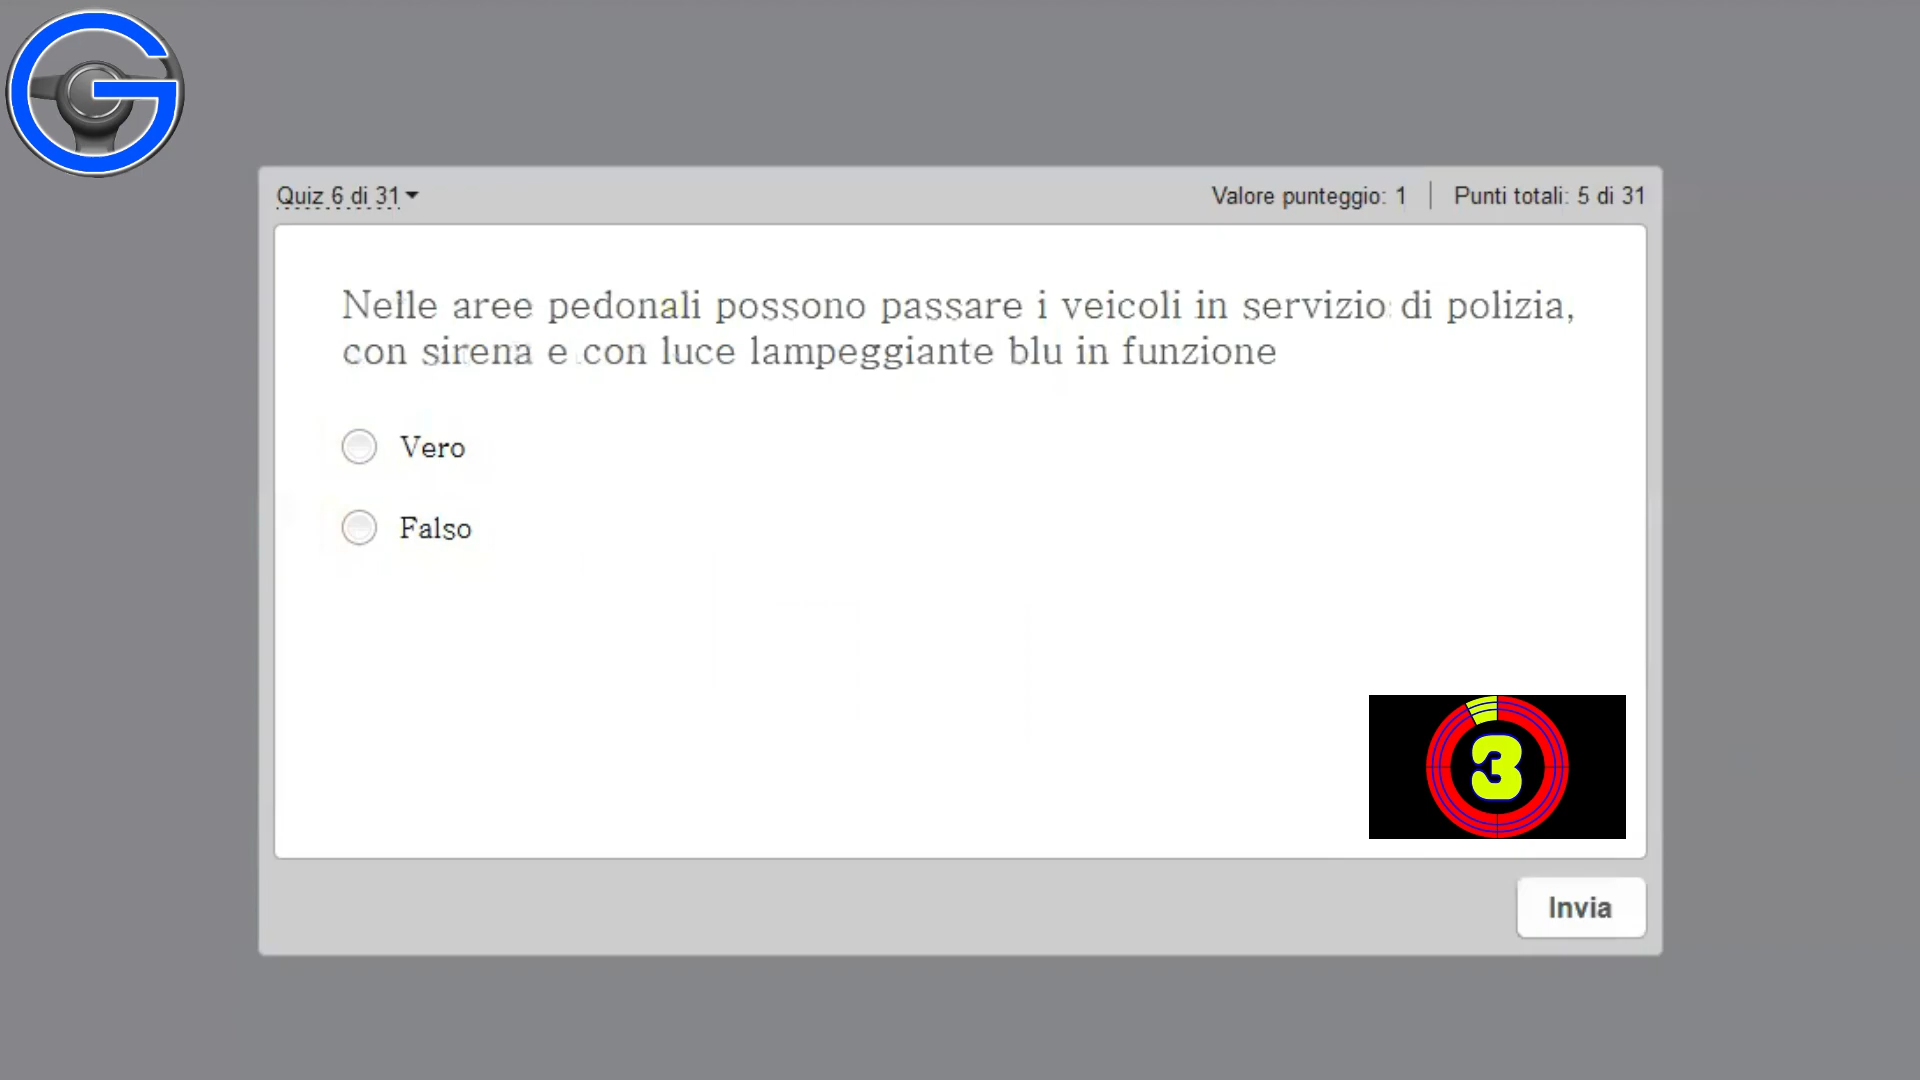 G
Quiz 6 di 31
Valore punteggio: 1
Punti totali: 5 di 31
Nelle aree pedonali possono passare i veicoli in servizio di polizia,
con sirena e con luce lampeggiante blu in funzione
Vero
Falso
3
Invia